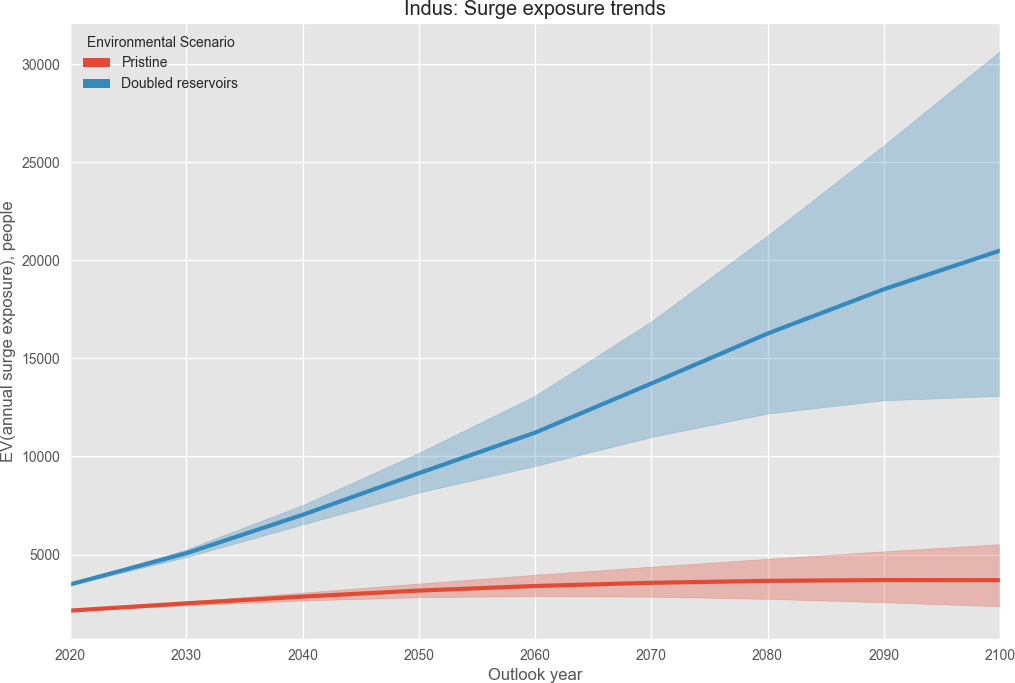 Indus: Surge exposure trends
Environmental Scenario
Pristine
Doubled reservoirs
EV(annual surge exposure), people
30000
25000
20000
15000
10000
5000
2020 2030 2040 2050 2060 2070 2080 2090 2100
Outlook year